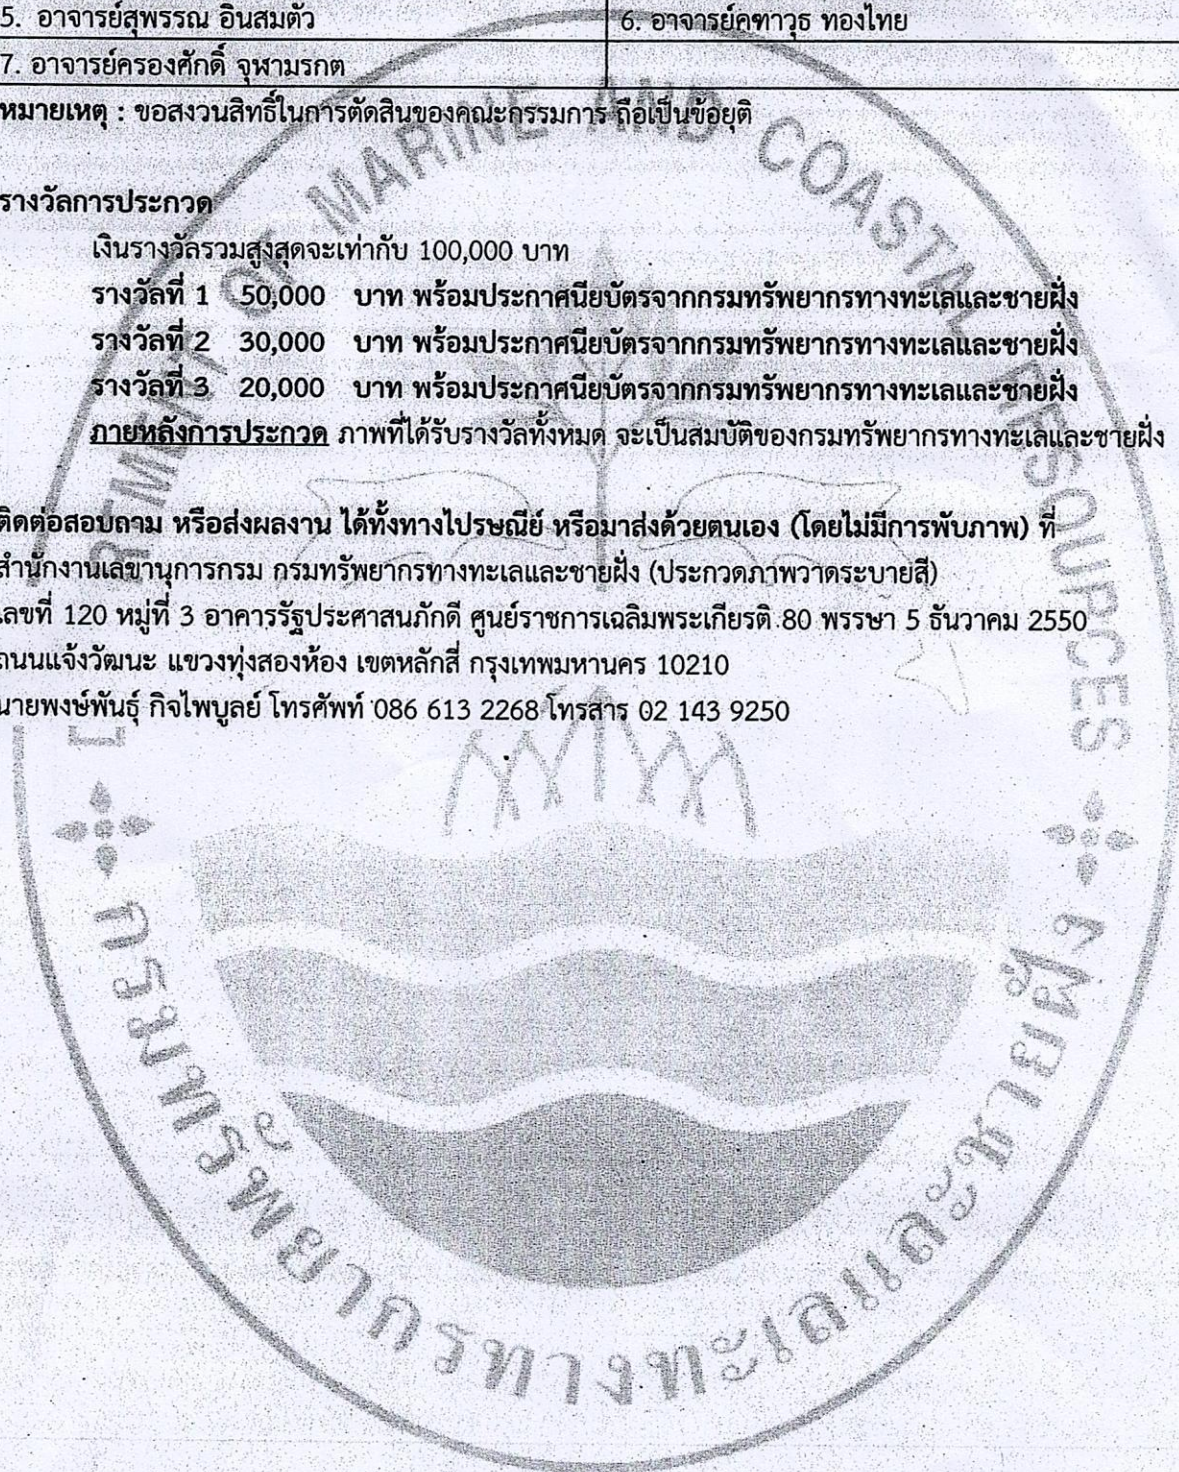 5. อาจารย์สุพรรณ อินสมตัว 6. อาจารย์คฑาวุธ ทองไทย
7. อาจารย์ครองศักดิ์ จุฬามรกต
หมายเหตุ : ขอสงวนสิทธิ์ในการตัดสินของคณะกรรมการ ถือเป็นข้อยุติ
รางวัลการประกวด
เงินรางวัลรวมสูงสุดจะเท่ากับ 100,000 บาท
รางวัลที่ 1 50,000 บาท พร้อมประกาศนียบัตรจากกรมทรัพยากรทางทะเลและชายฝั่ง
รางวัลที่ 2 30,000 บาท พร้อมประกาศนียบัตรจากกรมทรัพยากรทางทะเลและชายฝั่ง
รางวัลที่ 3 20,000 บาท พร้อมประกาศนียบัตรจากกรมทรัพยากรทางทะเลและชายฝั่ง
ภายหลังการประกวด ภาพที่ได้รับรางวัลทั้งหมด จะเป็นสมบัติของกรมทรัพยากรทางทะเลและชายฝั่ง
ติดต่อสอบถาม หรือส่งผลงาน ได้ทั้งทางไปรษณีย์ หรือมาส่งด้วยตนเอง (โดยไม่มีการพับภาพ) ที่
สำนักงานเลขานุการกรม กรมทรัพยากรทางทะเลและชายฝั่ง (ประกวดภาพวาดระบายสี)
เลขที่ 120 หมู่ที่ 3 อาคารรัฐประศาสนภักดี ศูนย์ราชการเฉลิมพระเกียรติ 80 พรรษา 5 ธันวาคม 2550
ถนนแจ้งวัฒนะ แขวงทุ่งสองห้อง เขตหลักสี่ กรุงเทพมหานคร 10210
นายพงษ์พันธุ์ กิจไพบูลย์ โทรศัพท์ 086 613 2268 โทรสาร 02 143 9250
OF MARINE AND COASTAL RESOURCES
กรมทรัพยากรทางทะเลและชายฝั่ง